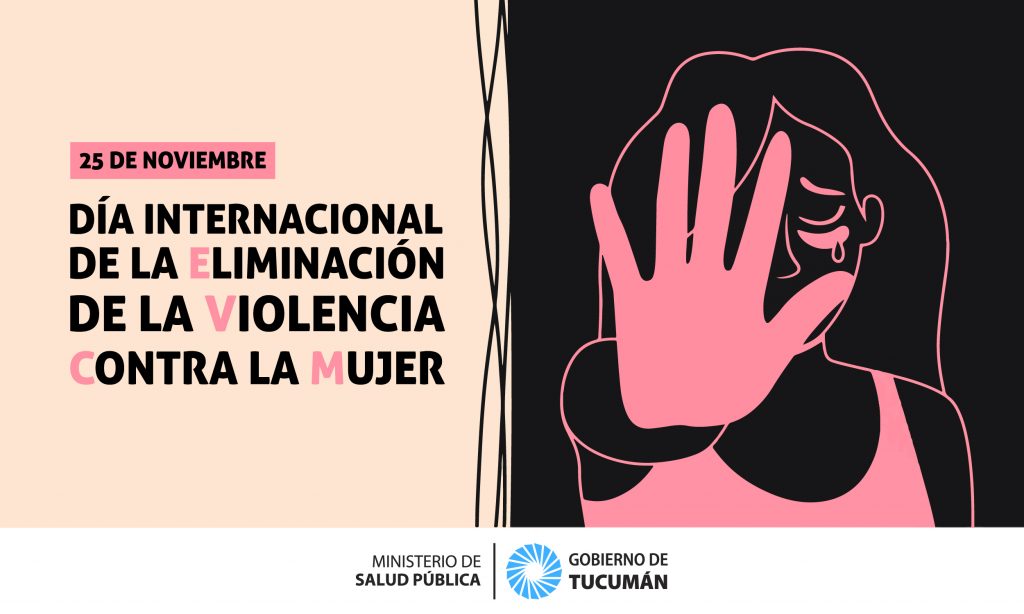 25 DE NOVIEMBRE
DÍA INTERNACIONAL
DE LA ELIMINACIÓN
DE LA VIOLENCIA
CONTRA LA MUJER
MINISTERIO DE
SALUD PÚBLICA
GOBIERNO DE
TUCUMÁN